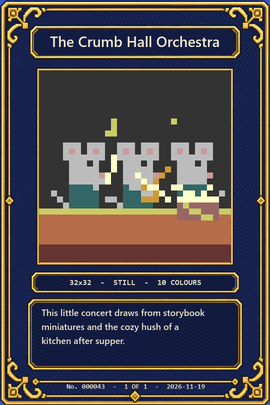 The Crumb Hall Orchestra
32x32 - STILL - 10 COLOURS
This little concert draws from storybook
miniatures and the cozy hush of a
kitchen after supper.
No. 000043 - 1 OF 1 - 2026-11-19